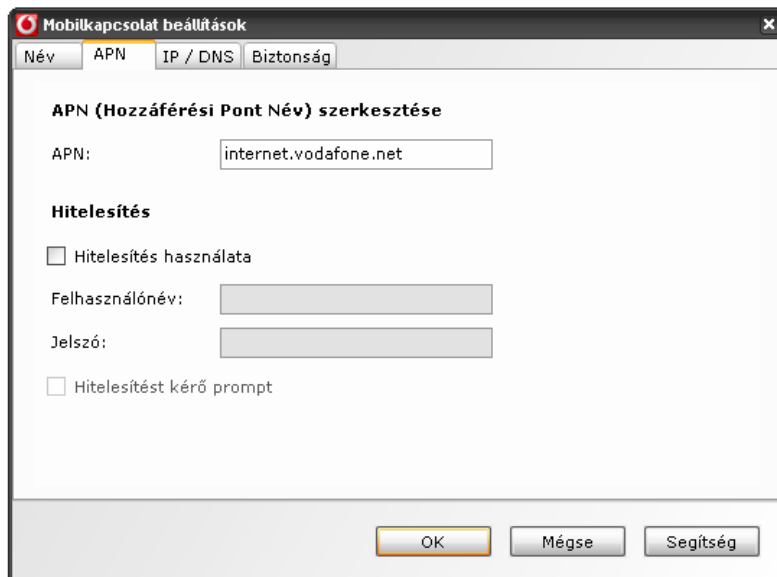 Mobilkapcsolat beállítások
Név APN IP / DNS Biztonság
APN (Hozzáférési Pont Név) szerkesztése
APN: internet.vodafone.net
Hitelesítés
Hitelesítés használata
Felhasználónév:
Jelszó:
Hitelesítést kérő prompt
OK Mégse Segítség